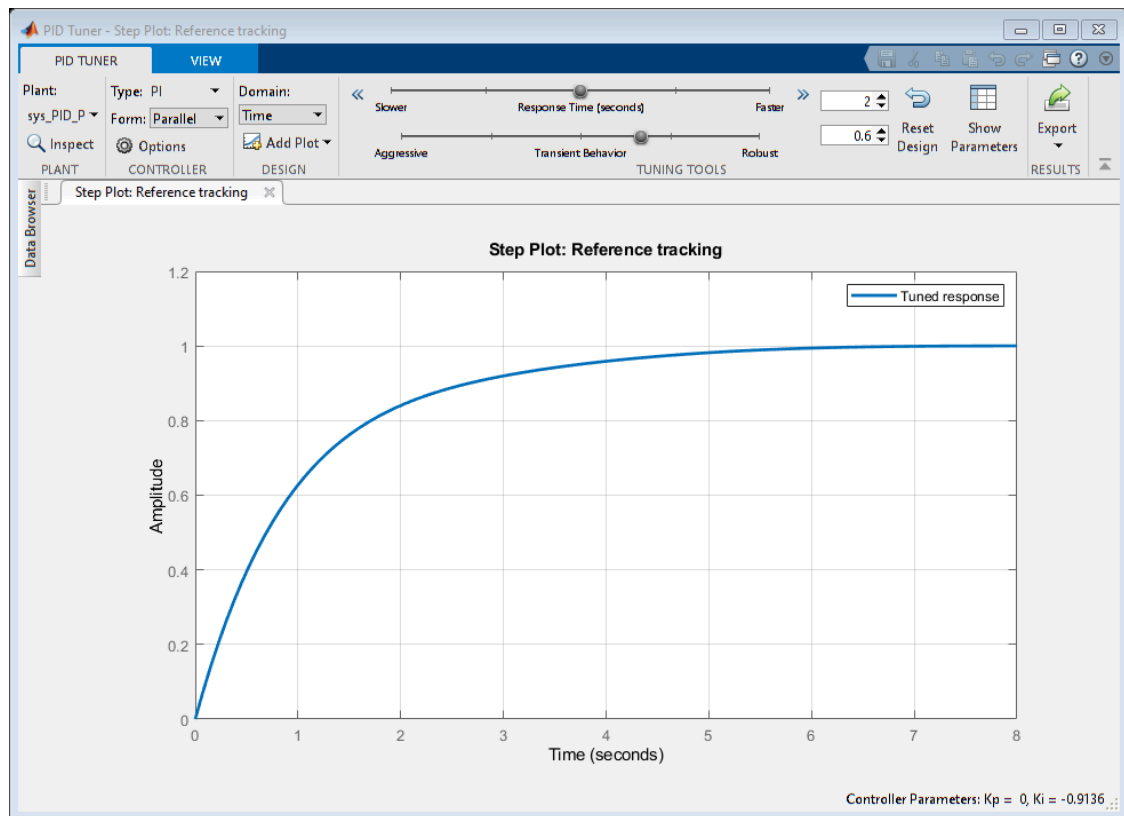 PID Tuner - Step Plot: Reference tracking
PID TUNER VIEW
Plant: Type: PI Domain:
sys_PID_P Form: Parallel Time
Inspect Options Add Plot
PLANT CONTROLLER DESIGN
Slower Response Time (seconds) Faster 2
Aggressive Transient Behavior Robust 0.6
Reset Design
Show Parameters
Export
TUNING TOOLS RESULTS
Data Browser
Step Plot: Reference tracking
Step Plot: Reference tracking
Tuned response
1.2
1
0.8
0.6
0.4
0.2
0
Amplitude
0 1 2 3 4 5 6 7 8
Time (seconds)
Controller Parameters: Kp = 0, Ki = -0.9136